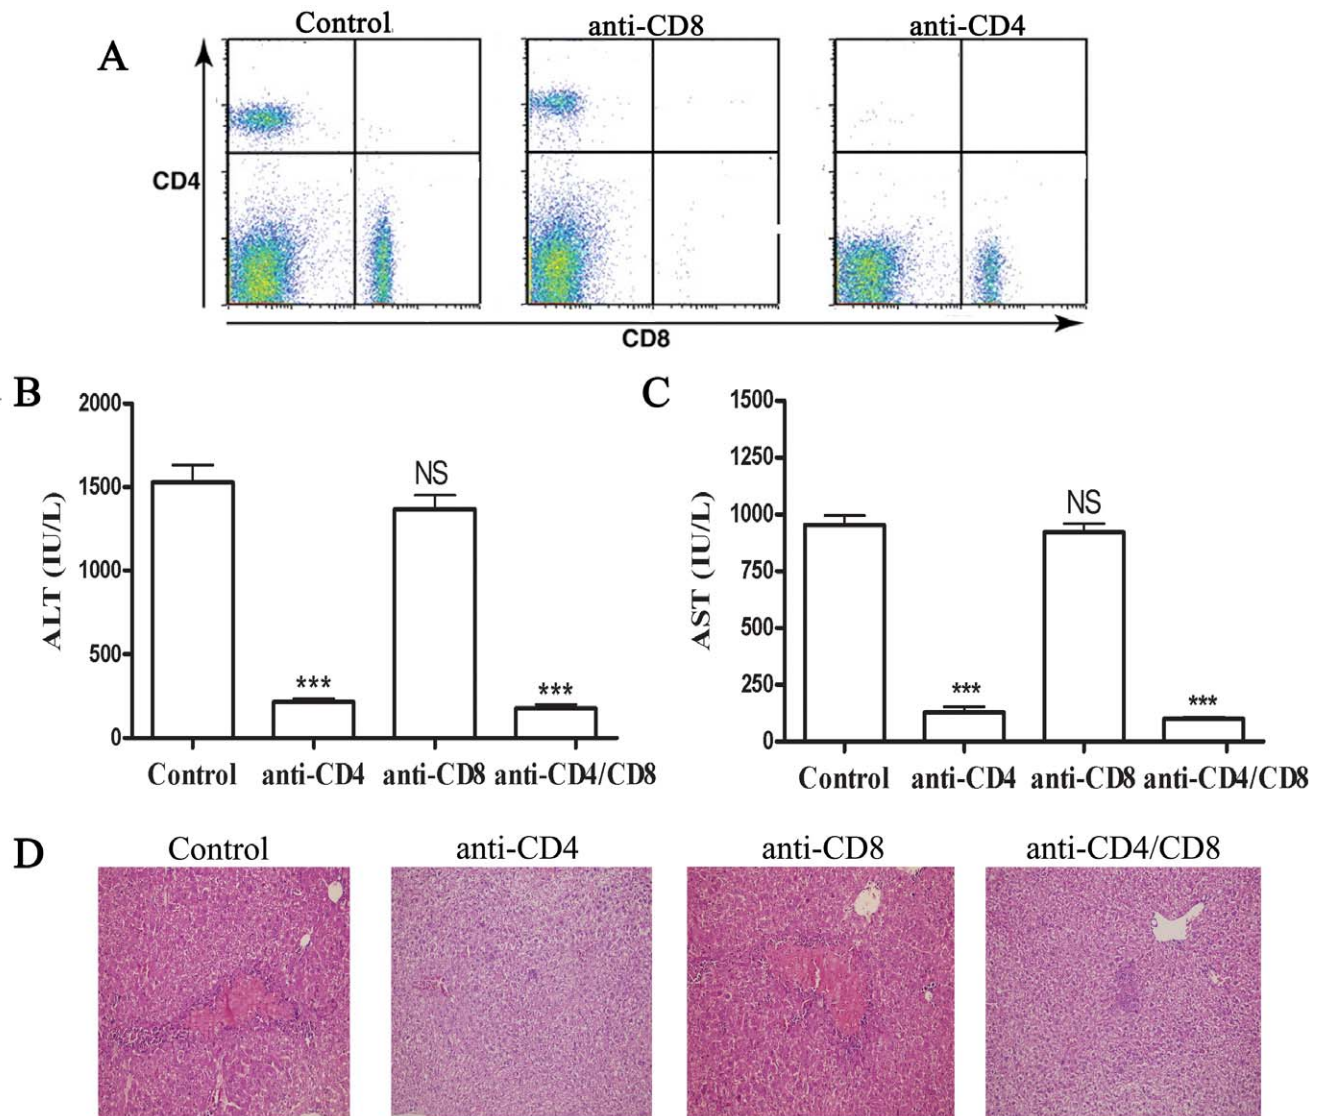 Control anti-CD8 anti-CD4
A
CD4
CD8
B
2000
1500
1000
500
0
ALT (IU/L)
NS
***
***
Control anti-CD4 anti-CD8 anti-CD4/CD8
C
1500
1250
1000
750
500
250
0
AST (IU/L)
NS
***
***
Control anti-CD4 anti-CD8 anti-CD4/CD8
D
Control anti-CD4 anti-CD8 anti-CD4/CD8